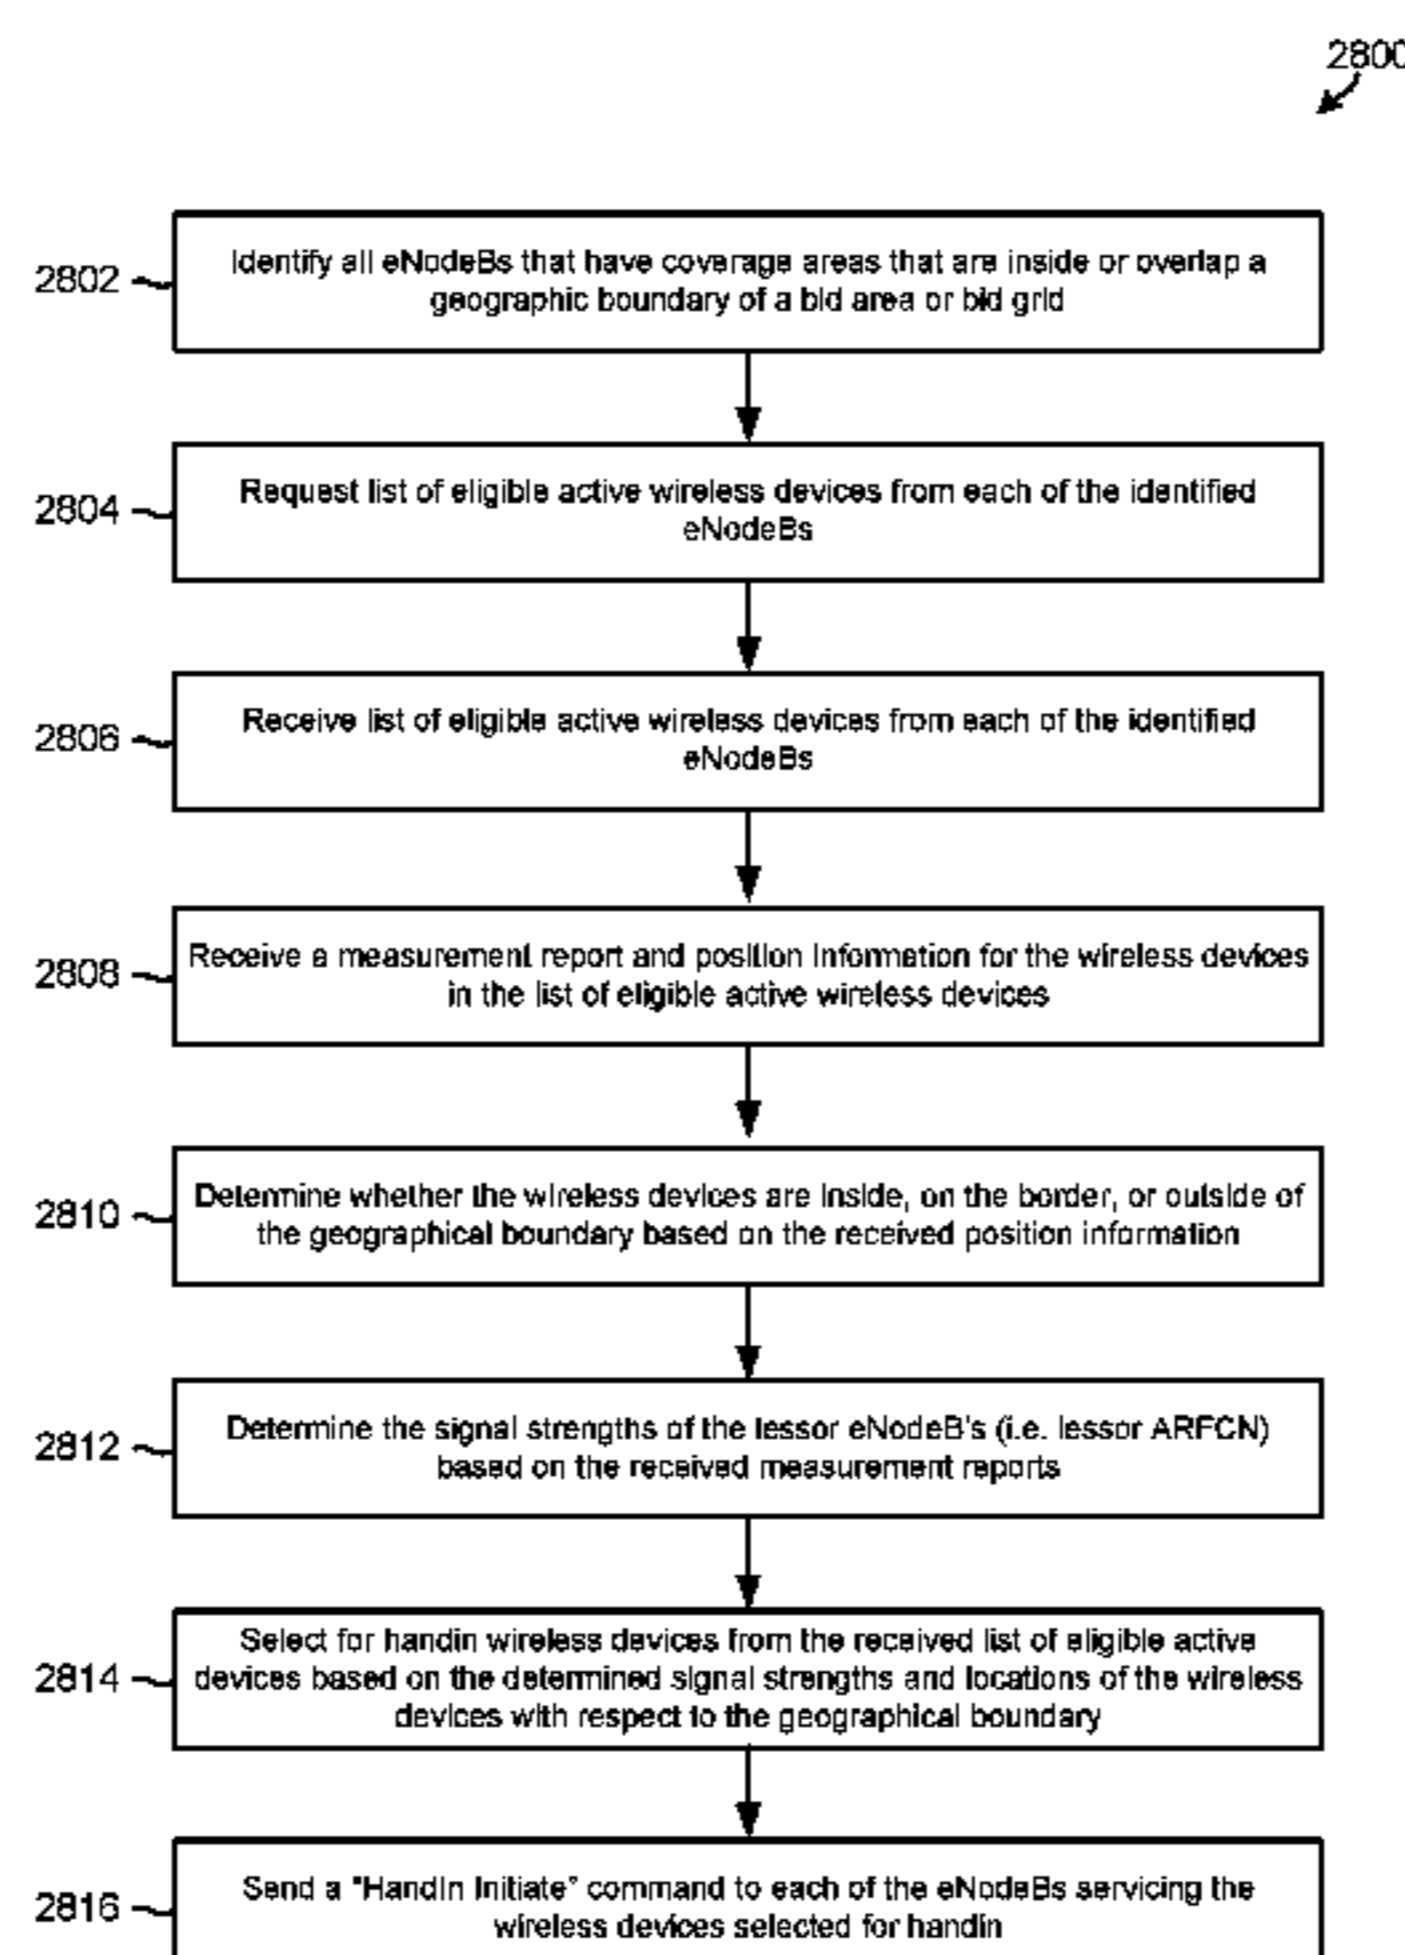 2800
2802
Identify all eNodeBs that have coverage areas that are inside or overlap a
geographic boundary of a bid area or bid grid
2804
Request list of eligible active wireless devices from each of the identified
eNodeBs
2806
Receive list of eligible active wireless devices from each of the identified
eNodeBs
2808
Receive a measurement report and position information for the wireless devices
in the list of eligible active wireless devices
2810
Determine whether the wireless devices are inside, on the border, or outside of
the geographical boundary based on the received position information
2812
Determine the signal strengths of the lessor eNodeB's (i.e. lessor ARFCN)
based on the received measurement reports
2814
Select for handin wireless devices from the received list of eligible active
devices based on the determined signal strengths and locations of the wireless
devices with respect to the geographical boundary
2816
Send a "HandIn Initiate" command to each of the eNodeBs servicing the
wireless devices selected for handin